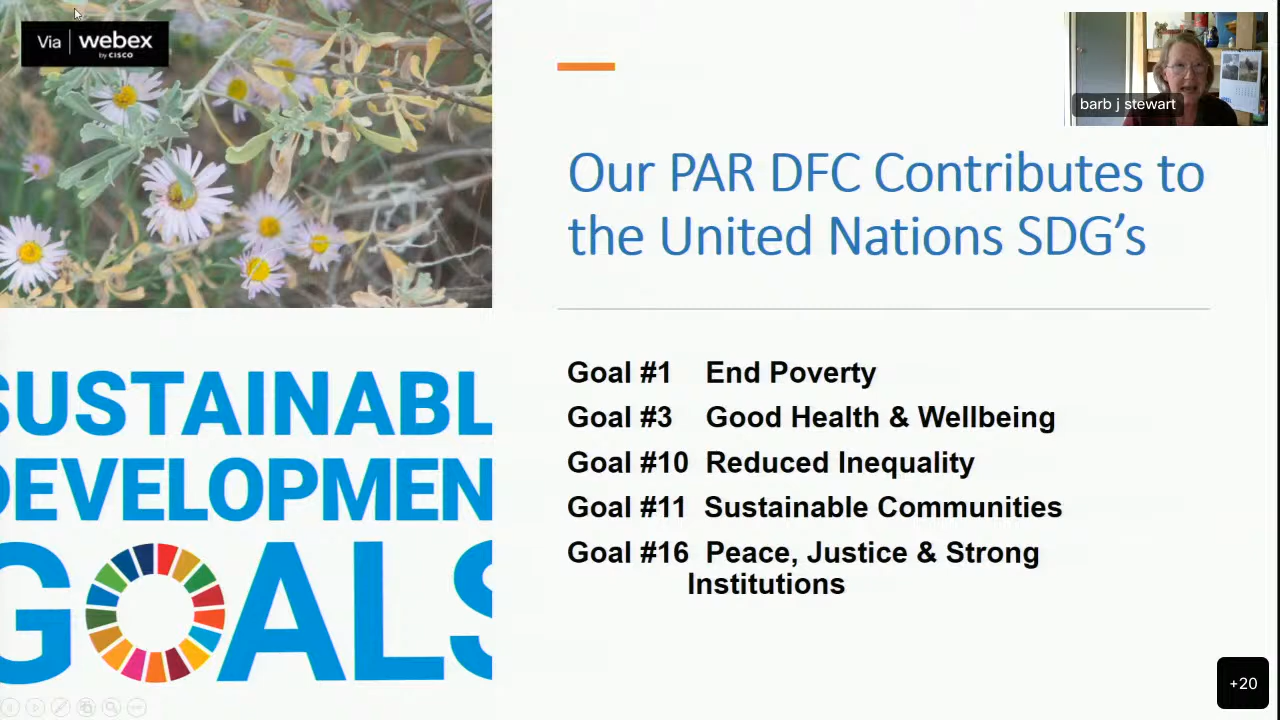 Via webex
by CISCO
barb j stewart
Our PAR DFC Contributes to
the United Nations SDG’s
Goal #1 End Poverty
Goal #3 Good Health & Wellbeing
Goal #10 Reduced Inequality
Goal #11 Sustainable Communities
Goal #16 Peace, Justice & Strong
Institutions
SUSTAINABL
DEVELOPMEN
GOALS
+20